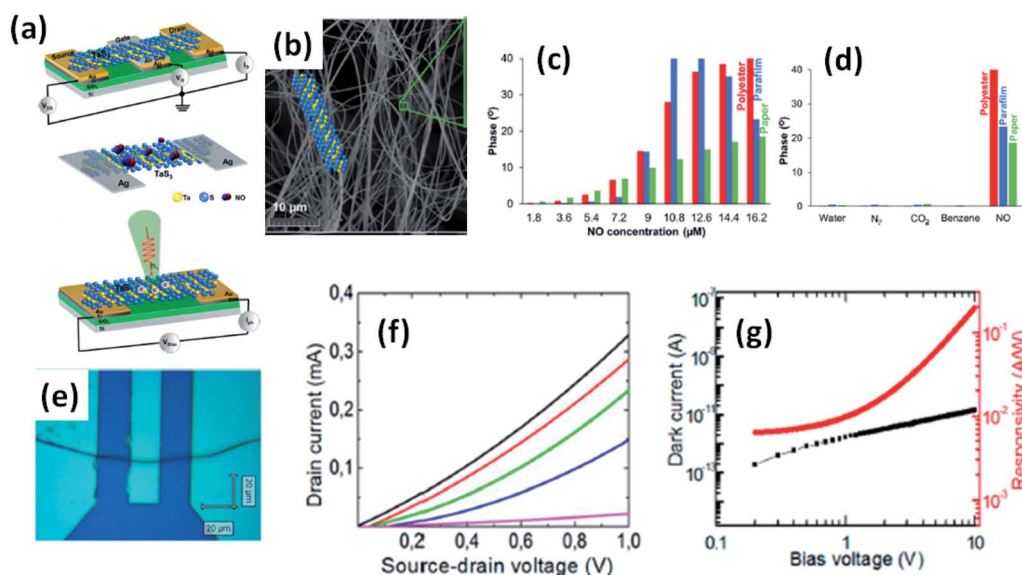 (a)
Source
TaS3
Gate
Drain
Au
Au
Au
SiO2
Si
VDS
VG
ID
Ag
TaS3
Ag
Ta
S
NO
TaS
Au
Au
SiO2
Si
Vbias
Iph
(b)
10 µm
(c)
Phase (°)
40
30
20
10
0
Polyester
Parafilm
Paper
1.8 3.6 5.4 7.2 9 10.8 12.6 14.4 16.2
NO concentration (µM)
(d)
Phase (°)
40
30
20
10
0
Polyester
Parafilm
Paper
Water N2 CO2 Benzene NO
(e)
20 µm
20 µm
(f)
Drain current (mA)
0,4
0,3
0,2
0,1
0,2 0,4 0,6 0,8 1,0
Source-drain voltage (V)
(g)
Dark current (A)
10-7
10-9
10-11
10-13
0.1 1 10
Bias voltage (V)
10-1
10-2
10-3
Responsivity (A/W)